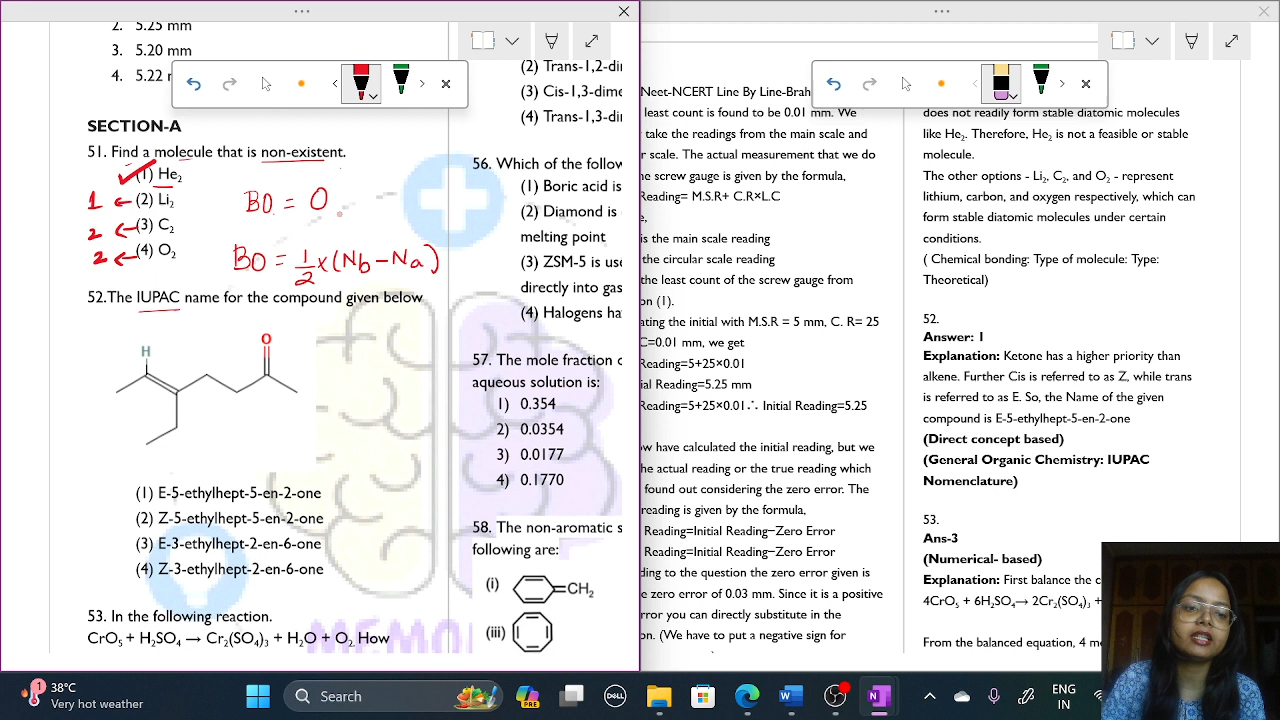 2. 5.25 mm
3. 5.20 mm
4. 5.22
SECTION-A
51. Find a molecule that is non-existent.
(1) He₂
1 ← (2) Li₂
2 ← (3) C₂
2 ← (4) O₂
BO = 0
BO = 1/2 × (Nb − Na)
52.The IUPAC name for the compound given below
H
O
(1) E-5-ethylhept-5-en-2-one
(2) Z-5-ethylhept-5-en-2-one
(3) E-3-ethylhept-2-en-6-one
(4) Z-3-ethylhept-2-en-6-one
53. In the following reaction.
CrO₅ + H₂SO₄ → Cr₂(SO₄)₃ + H₂O + O₂ How
(2) Trans-1,2-di
(3) Cis-1,3-dime
(4) Trans-1,3-di
56. Which of the follow
(1) Boric acid is
(2) Diamond is
melting point
(3) ZSM-5 is use
directly into gas
(4) Halogens ha
57. The mole fraction
aqueous solution is:
1) 0.354
2) 0.0354
3) 0.0177
4) 0.1770
58. The non-aromatic s
following are:
(i) CH₂
(iii)
MEMO
Neet-NCERT Line By Line-Brah
least count is found to be 0.01 mm. We
take the readings from the main scale and
r scale. The actual measurement that we do
he screw gauge is given by the formula,
Reading= M.S.R+ C.R×L.C
e,
is the main scale reading
the circular scale reading
the least count of the screw gauge from
on (1).
ating the initial with M.S.R = 5 mm, C. R= 25
C=0.01 mm, we get
Reading=5+25×0.01
ial Reading=5.25 mm
Reading=5+25×0.01∴ Initial Reading=5.25
ow have calculated the initial reading, but we
he actual reading or the true reading which
found out considering the zero error. The
reading is given by the formula,
Reading=Initial Reading−Zero Error
Reading=Initial Reading−Zero Error
ding to the question the zero error given is
e zero error of 0.03 mm. Since it is a positive
rror you can directly substitute in the
on. (We have to put a negative sign for
does not readily form stable diatomic molecules
like He₂. Therefore, He₂ is not a feasible or stable
molecule.
The other options - Li₂, C₂, and O₂ - represent
lithium, carbon, and oxygen respectively, which can
form stable diatomic molecules under certain
conditions.
( Chemical bonding: Type of molecule: Type:
Theoretical)
52.
Answer: 1
Explanation: Ketone has a higher priority than
alkene. Further Cis is referred to as Z, while trans
is referred to as E. So, the Name of the given
compound is E-5-ethylhept-5-en-2-one
(Direct concept based)
(General Organic Chemistry: IUPAC
Nomenclature)
53.
Ans-3
(Numerical- based)
Explanation: First balance the c
4CrO₅ + 6H₂SO₄→ 2Cr₂(SO₄)₃ +
From the balanced equation, 4 m
1
38°C
Very hot weather
Search
PRE
DELL
ENG
IN